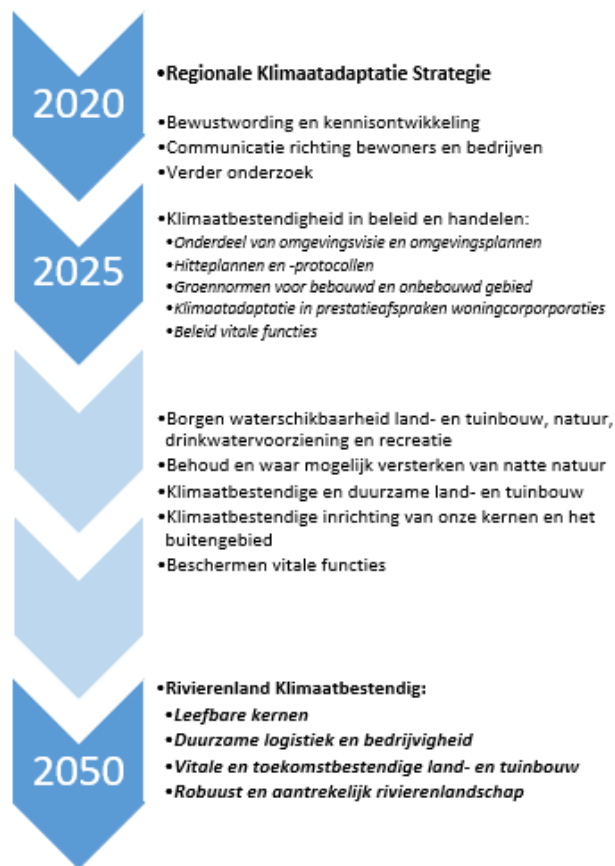 2020
•Regionale Klimaatadaptatie Strategie
•Bewustwording en kennisontwikkeling
•Communicatie richting bewoners en bedrijven
•Verder onderzoek
2025
•Klimaatbestendigheid in beleid en handelen:
•Onderdeel van omgevingsvisie en omgevingsplannen
•Hitteplannen en -protocollen
•Groennormen voor bebouwd en onbebouwd gebied
•Klimaatadaptatie in prestatieafspraken woningcorporporaties
•Beleid vitale functies
•Borgen waterschikbaarheid land- en tuinbouw, natuur,
drinkwatervoorziening en recreatie
•Behoud en waar mogelijk versterken van natte natuur
•Klimaatbestendige en duurzame land- en tuinbouw
•Klimaatbestendige inrichting van onze kernen en het
buitengebied
•Beschermen vitale functies
2050
•Rivierenland Klimaatbestendig:
•Leefbare kernen
•Duurzame logistiek en bedrijvigheid
•Vitale en toekomstbestendige land- en tuinbouw
•Robuust en aantrekelijk rivierenlandschap